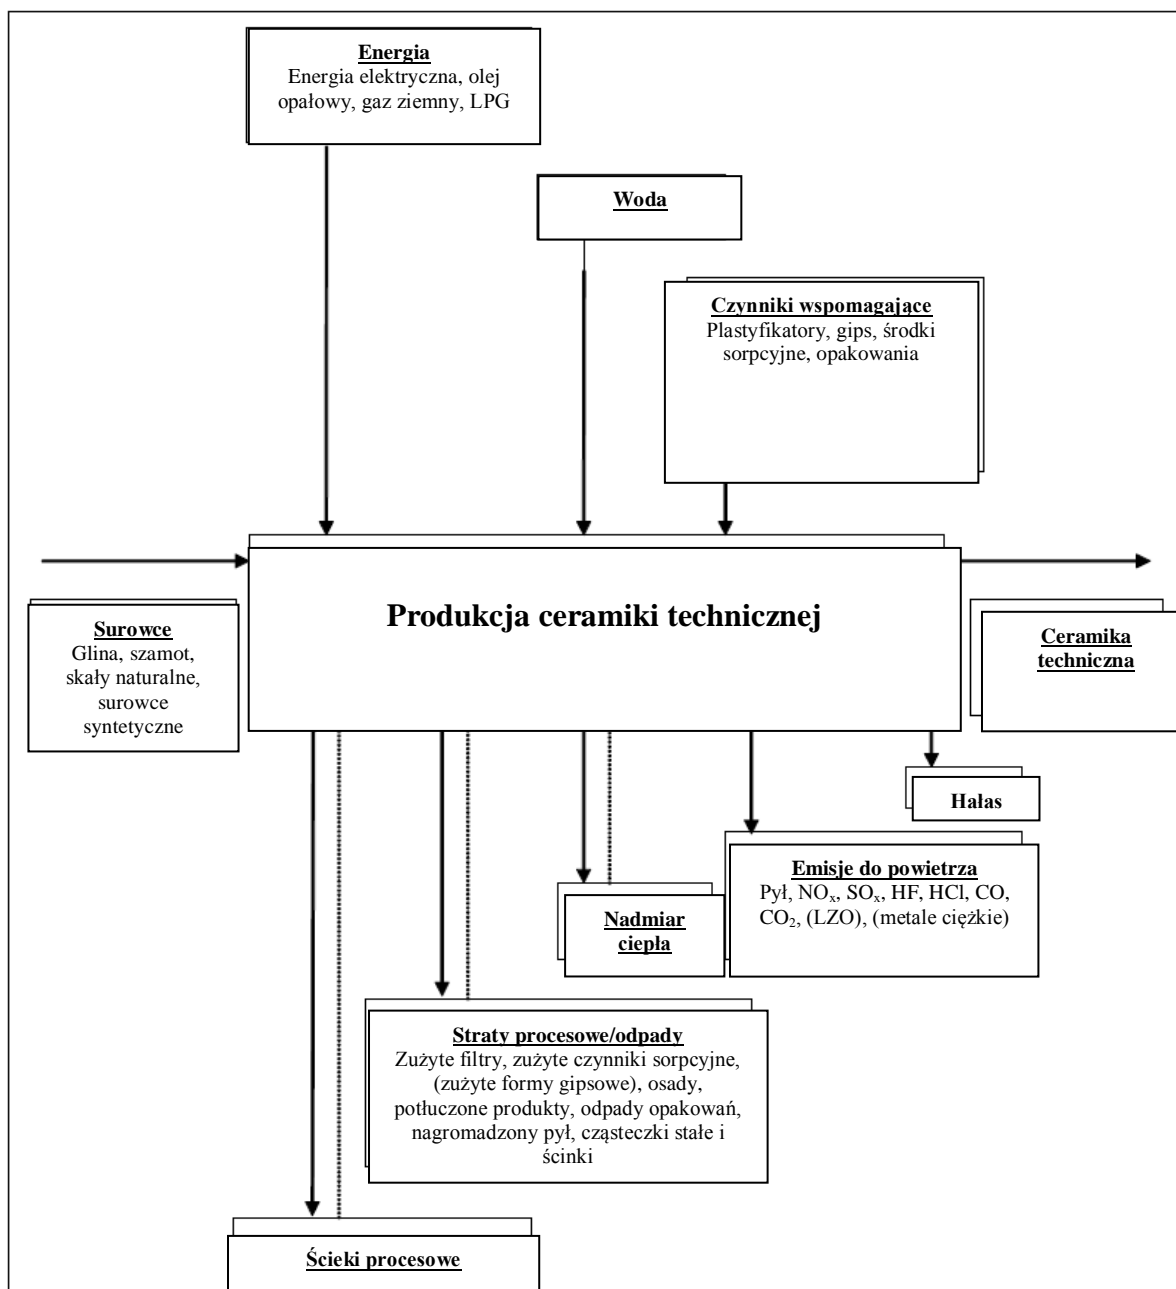 Energia
Energia elektryczna, olej
opałowy, gaz ziemny, LPG
Woda
Czynniki wspomagające
Plastyfikatory, gips, środki
sorpcyjne, opakowania
Produkcja ceramiki technicznej
Surowce
Glina, szamot,
skały naturalne,
surowce
syntetyczne
Ceramika
techniczna
Hałas
Emisje do powietrza
Pył, NOₓ, SOₓ, HF, HCl, CO,
CO₂, (LZO), (metale ciężkie)
Nadmiar
ciepła
Straty procesowe/odpady
Zużyte filtry, zużyte czynniki sorpcyjne,
(zużyte formy gipsowe), osady,
potłuczone produkty, odpady opakowań,
nagromadzony pył, cząsteczki stałe i
ścinki
Ścieki procesowe